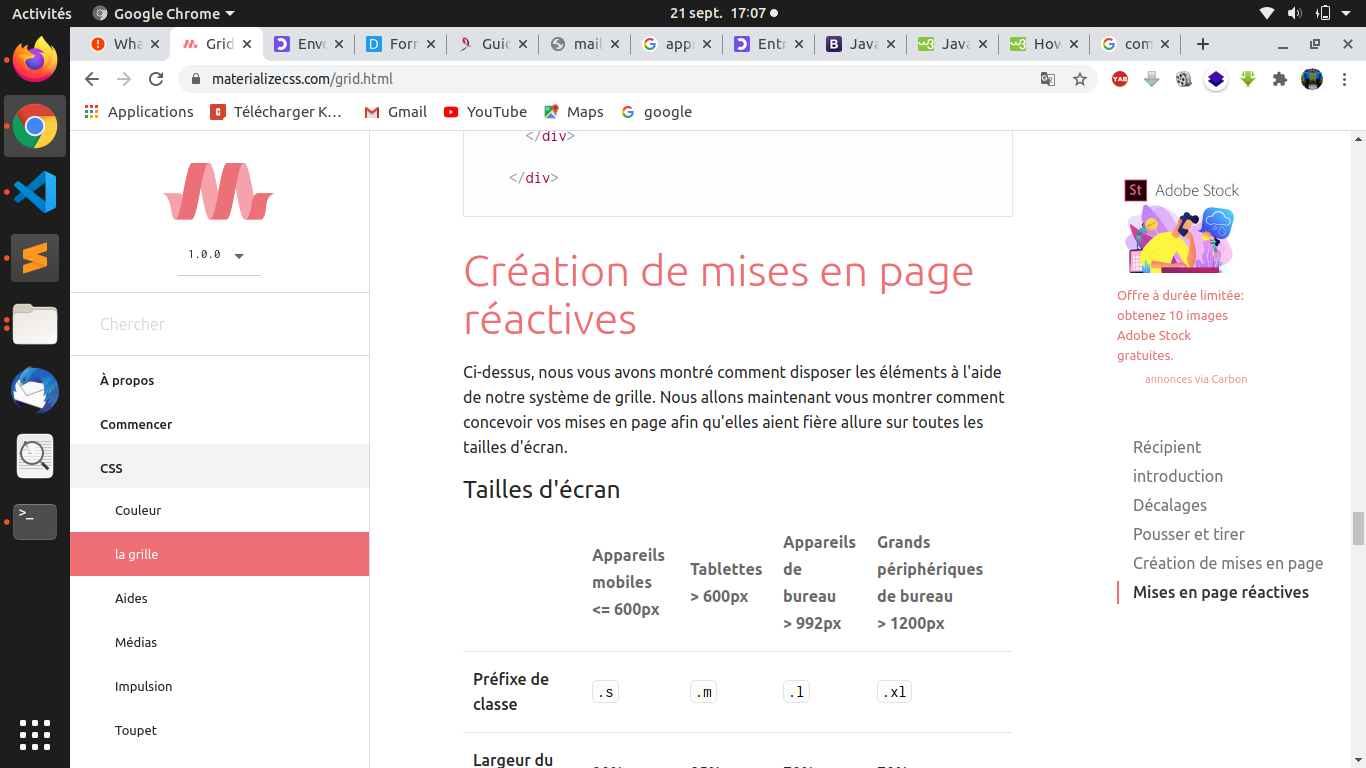 Activités
Google Chrome
21 sept.  17:07
Wha
Grid
Envo
Forr
Guid
mail
appr
Entr
Java
Java
How
com
materializecss.com/grid.html
YAB
Applications
Télécharger K…
Gmail
YouTube
Maps
google
1.0.0
Chercher
À propos
Commencer
CSS
Couleur
la grille
Aides
Médias
Impulsion
Toupet
</div>
</div>
Création de mises en page
réactives
Ci-dessus, nous vous avons montré comment disposer les éléments à l'aide
de notre système de grille. Nous allons maintenant vous montrer comment
concevoir vos mises en page afin qu'elles aient fière allure sur toutes les
tailles d'écran.
Tailles d'écran
Appareils
mobiles
<= 600px
Tablettes
> 600px
Appareils
de
bureau
> 992px
Grands
périphériques
de bureau
> 1200px
Préfixe de
classe
.s
.m
.l
.xl
Largeur du
St Adobe Stock
Offre à durée limitée:
obtenez 10 images
Adobe Stock
gratuites.
annonces via Carbon
Récipient
introduction
Décalages
Pousser et tirer
Création de mises en page
Mises en page réactives